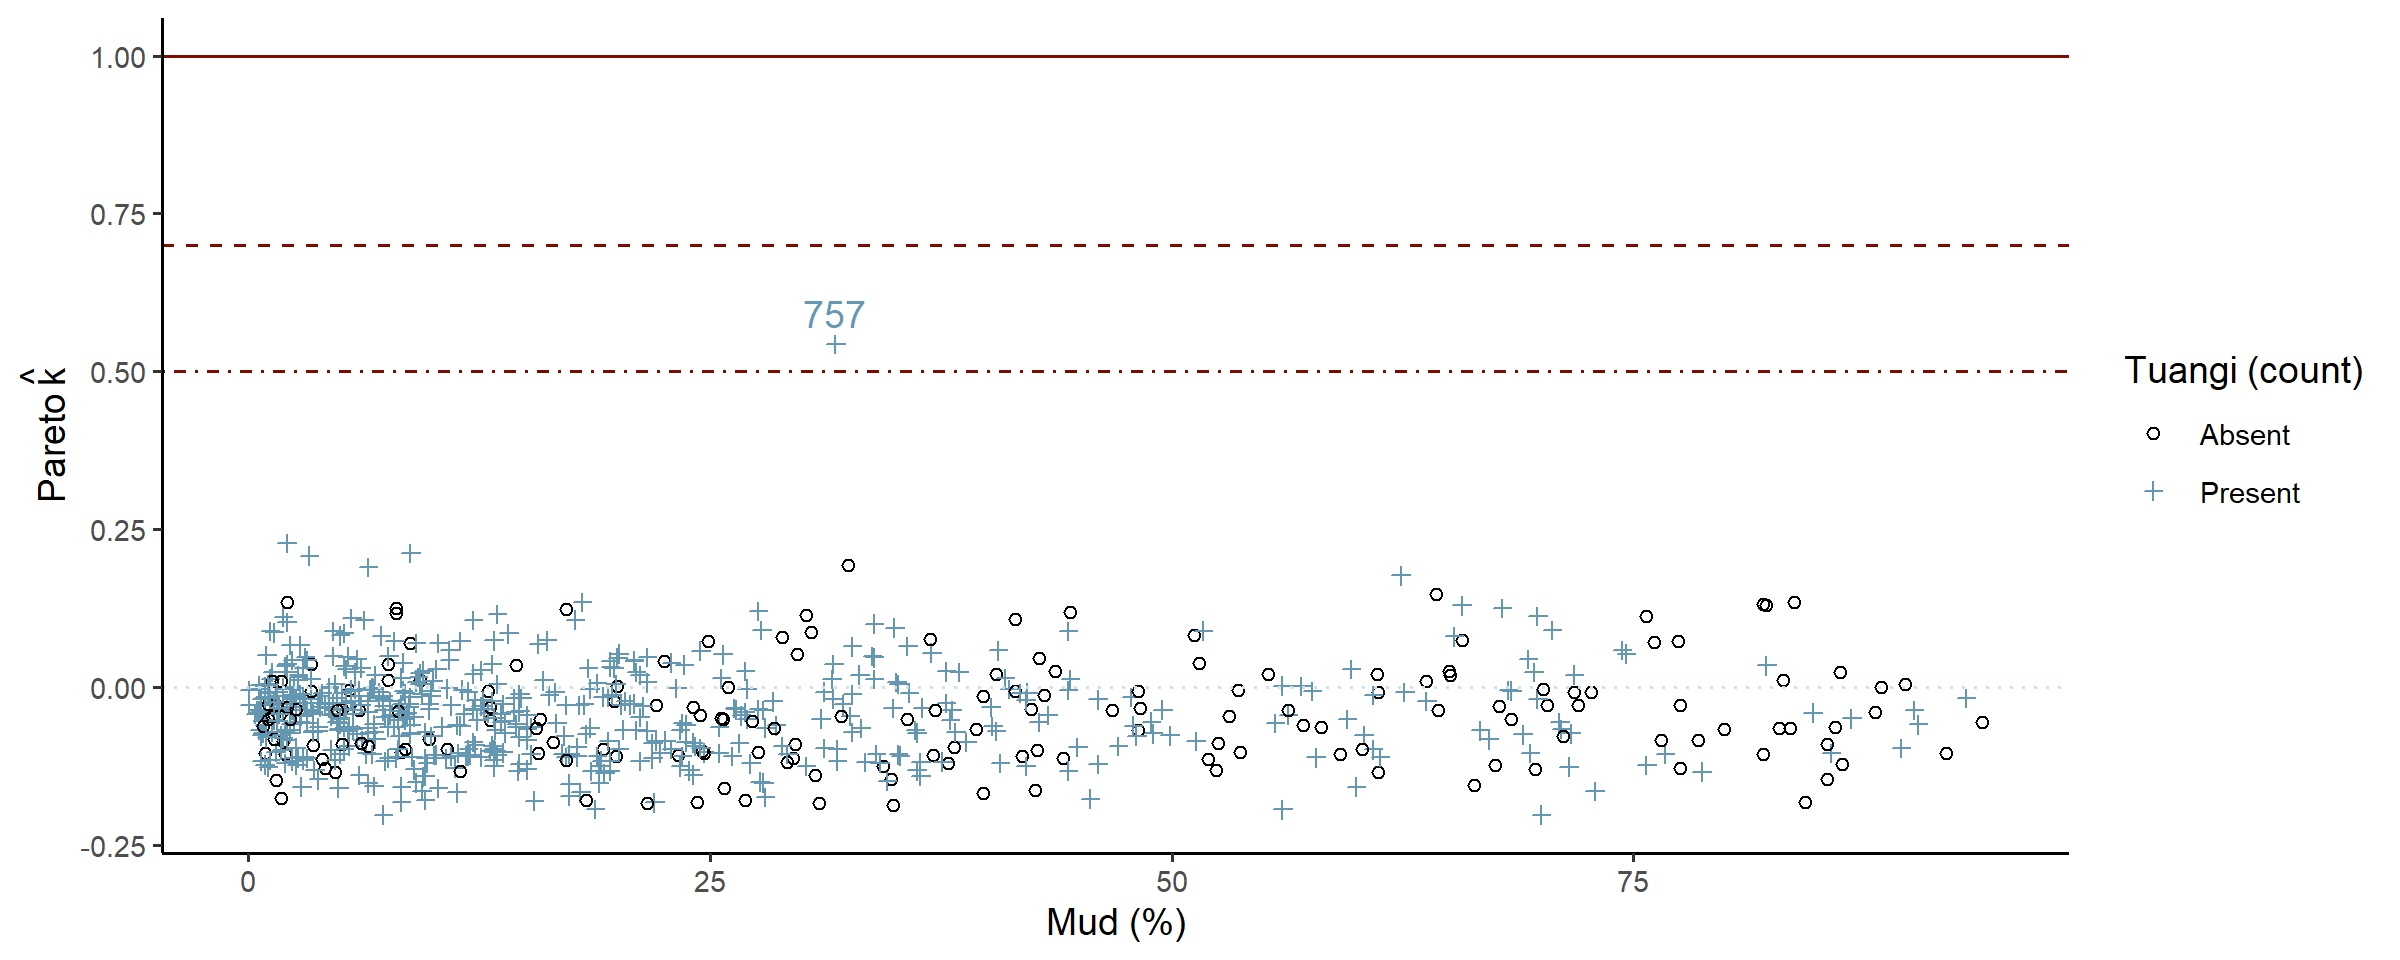 1.00
0.75
0.50
0.25
0.00
-0.25
Pareto k̂
757
0
25
50
75
Mud (%)
Tuangi (count)
Absent
Present